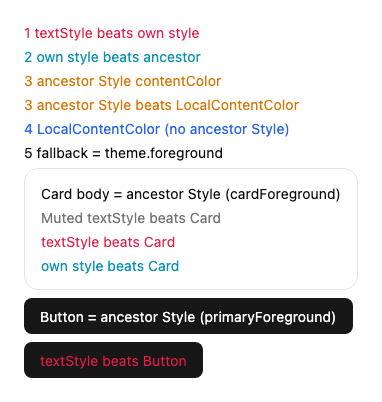 1 textStyle beats own style
2 own style beats ancestor
3 ancestor Style contentColor
3 ancestor Style beats LocalContentColor
4 LocalContentColor (no ancestor Style)
5 fallback = theme.foreground
Card body = ancestor Style (cardForeground)
Muted textStyle beats Card
textStyle beats Card
own style beats Card
Button = ancestor Style (primaryForeground)
textStyle beats Button